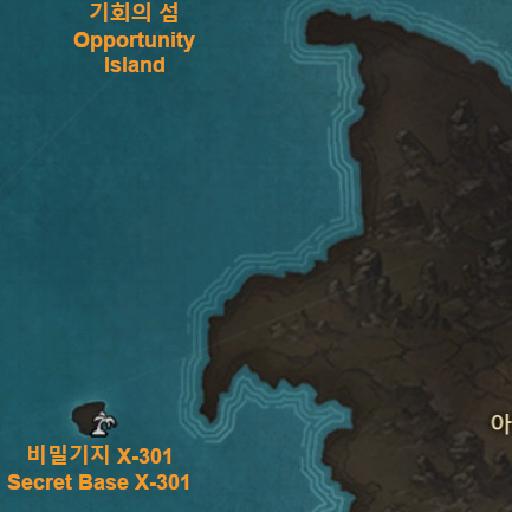 기회의 섬
Opportunity
Island
아
비밀기지 X-301
Secret Base X-301